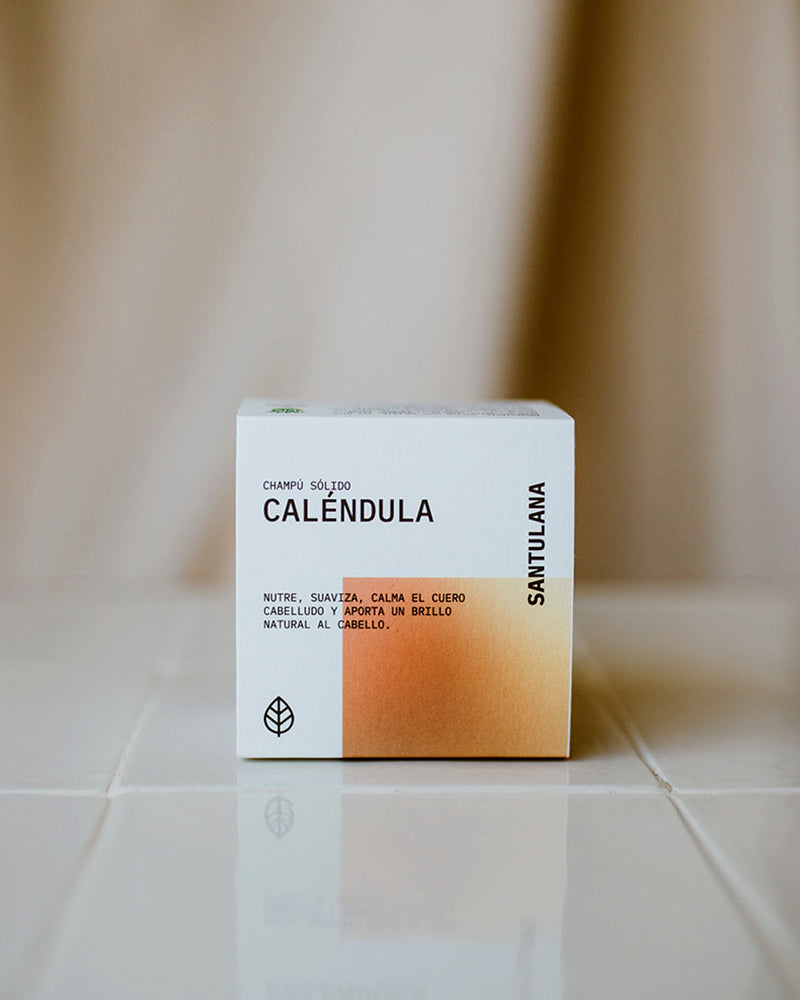 CHAMPÚ SÓLIDO
CALÉNDULA
SANTULANA
NUTRE, SUAVIZA, CALMA EL CUERO
CABELLUDO Y APORTA UN BRILLO
NATURAL AL CABELLO.